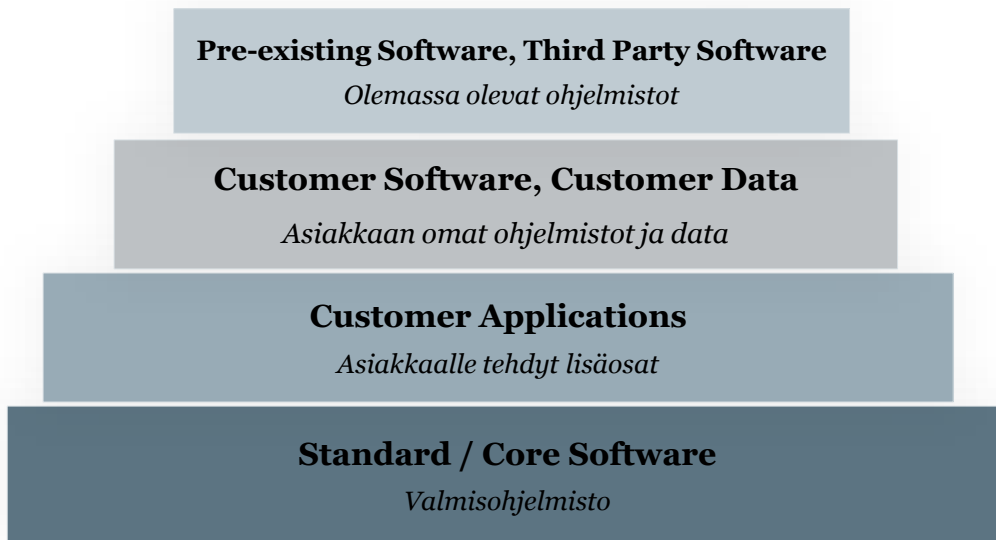 Pre-existing Software, Third Party Software
Olemassa olevat ohjelmistot
Customer Software, Customer Data
Asiakkaan omat ohjelmistot ja data
Customer Applications
Asiakkaalle tehdyt lisäosat
Standard / Core Software
Valmisohjelmisto